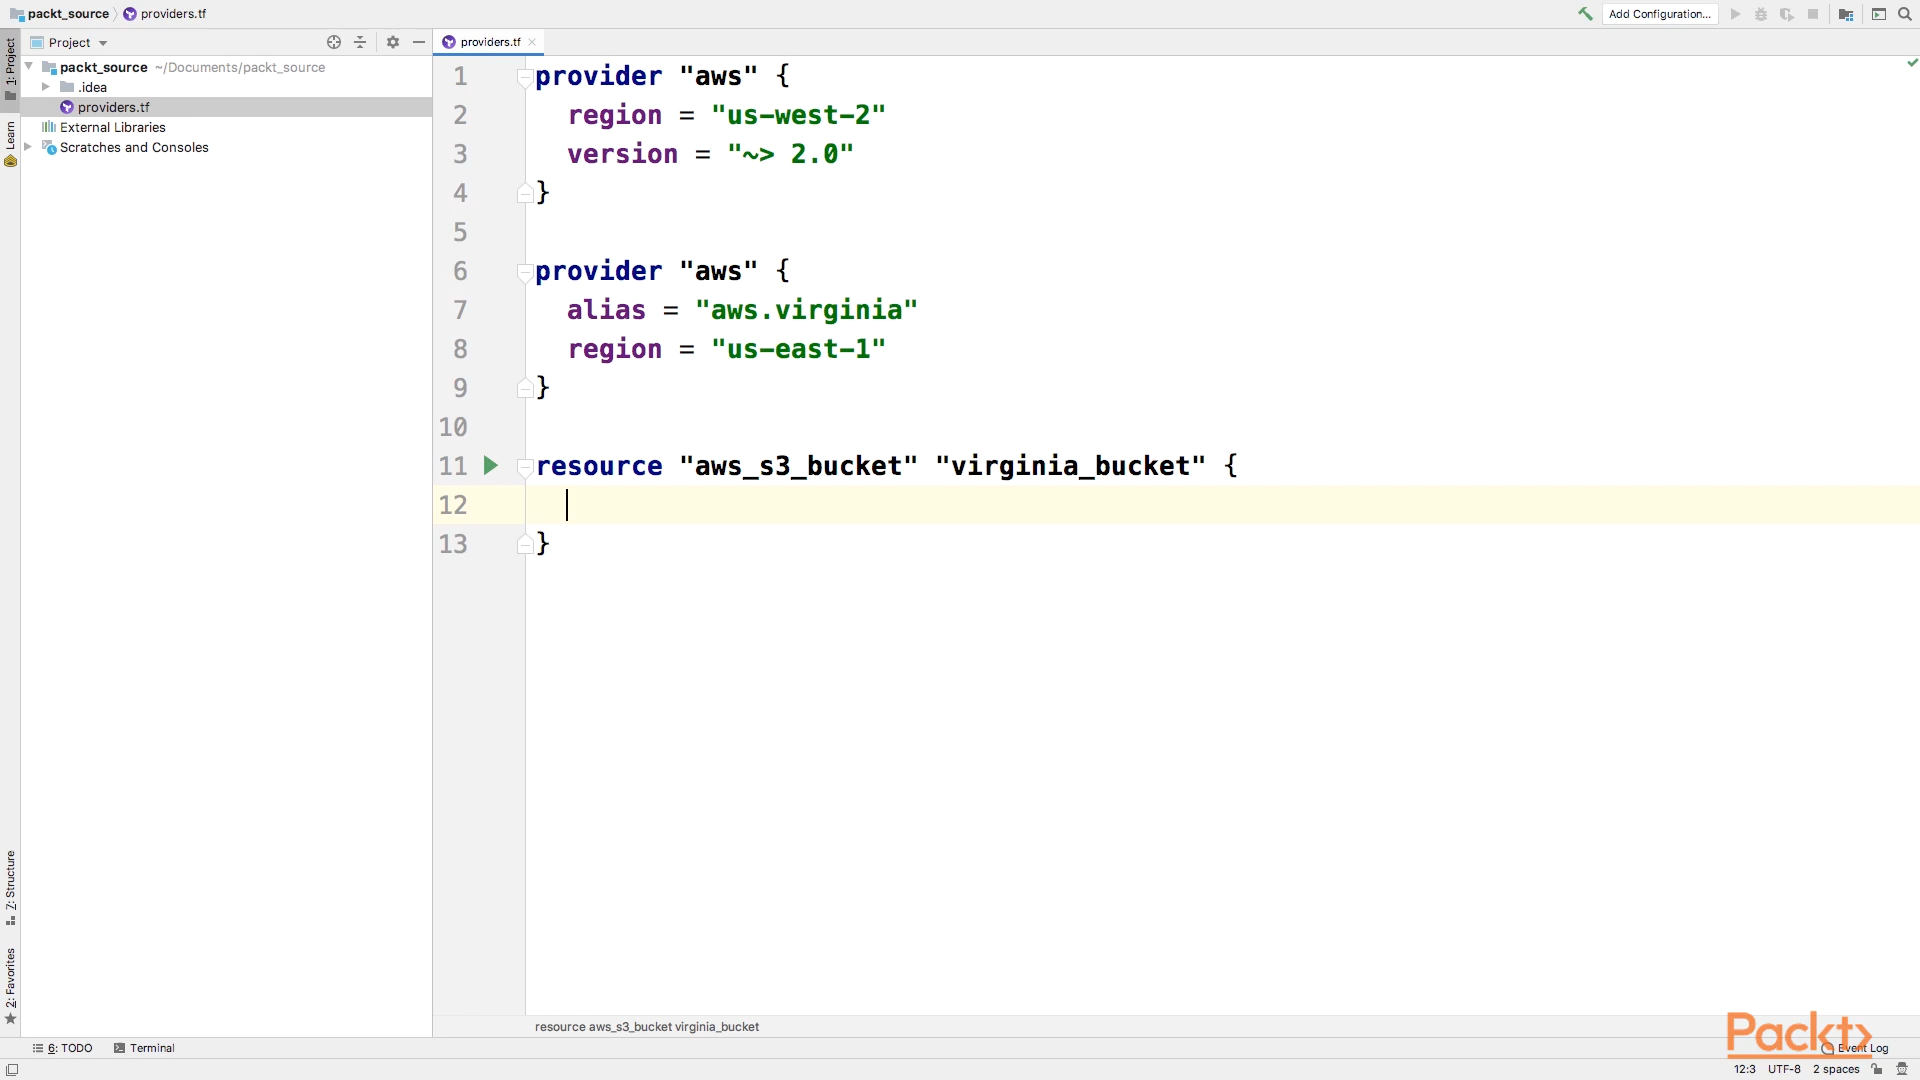 packt_source providers.tf
Add Configuration...
1: Project
Learn
7: Structure
2: Favorites
Project
packt_source ~/Documents/packt_source
.idea
providers.tf
External Libraries
Scratches and Consoles
providers.tf
1 provider "aws" {
2 region = "us-west-2"
3 version = "~> 2.0"
4 }
5
6 provider "aws" {
7 alias = "aws.virginia"
8 region = "us-east-1"
9 }
10
11 resource "aws_s3_bucket" "virginia_bucket" {
12
13 }
resource aws_s3_bucket virginia_bucket
Packt
6: TODO Terminal Event Log
12:3 UTF-8 2 spaces